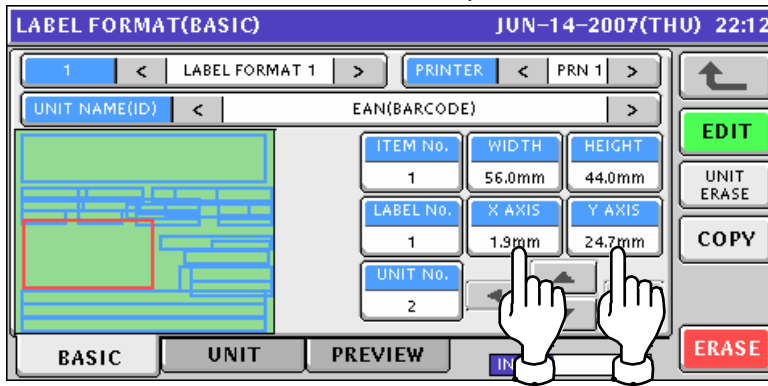 LABEL FORMAT(BASIC) JUN-14-2007(THU) 22:12
1 < LABEL FORMAT 1 > PRINTER < PRN 1 >
UNIT NAME(ID) < EAN(BARCODE) >
EDIT
ITEM No. WIDTH HEIGHT
1 56.0mm 44.0mm
UNIT
ERASE
LABEL No. X AXIS Y AXIS
1 1.9mm 24.7mm
COPY
UNIT No.
2
BASIC UNIT PREVIEW
ERASE